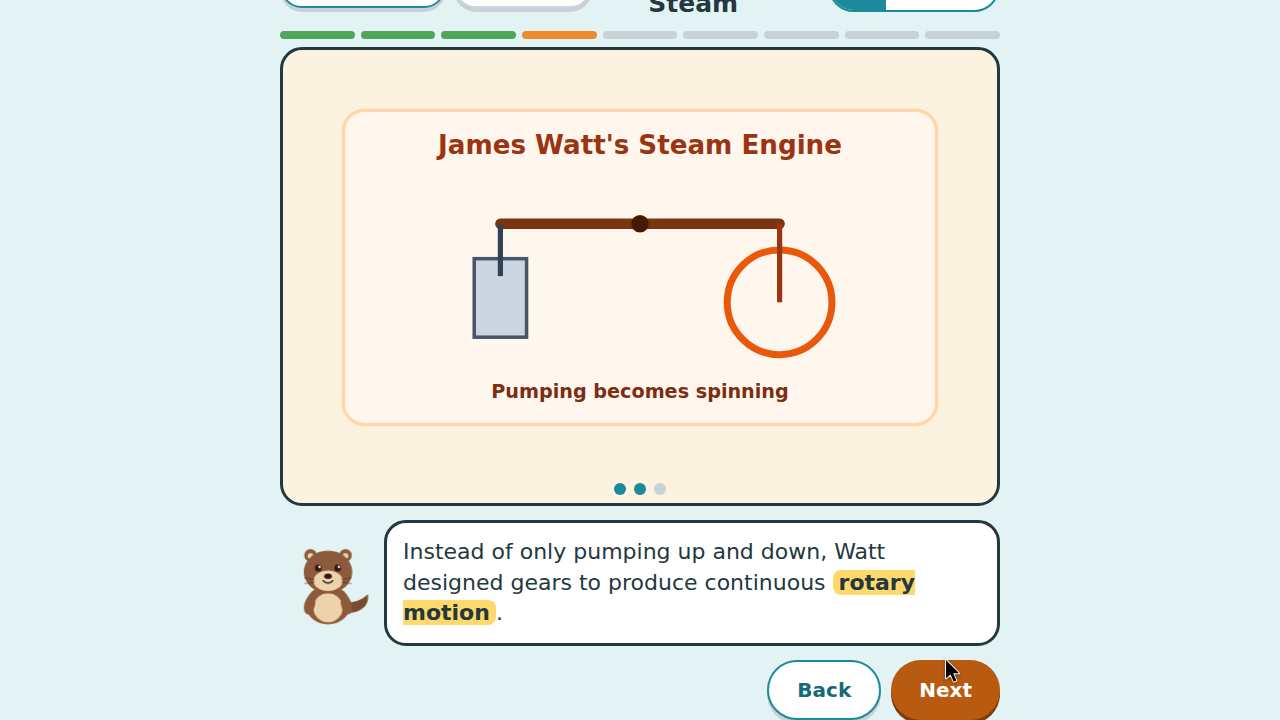 Steam
James Watt's Steam Engine
Pumping becomes spinning
Instead of only pumping up and down, Watt
designed gears to produce continuous rotary
motion.
Back
Next